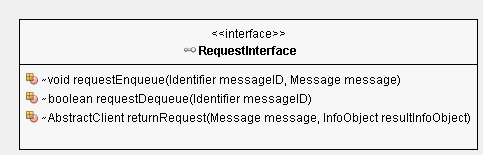 <<interface>>
RequestInterface
~void requestEnqueue(Identifier messageID, Message message)
~boolean requestDequeue(Identifier messageID)
~AbstractClient returnRequest(Message message, InfoObject resultInfoObject)